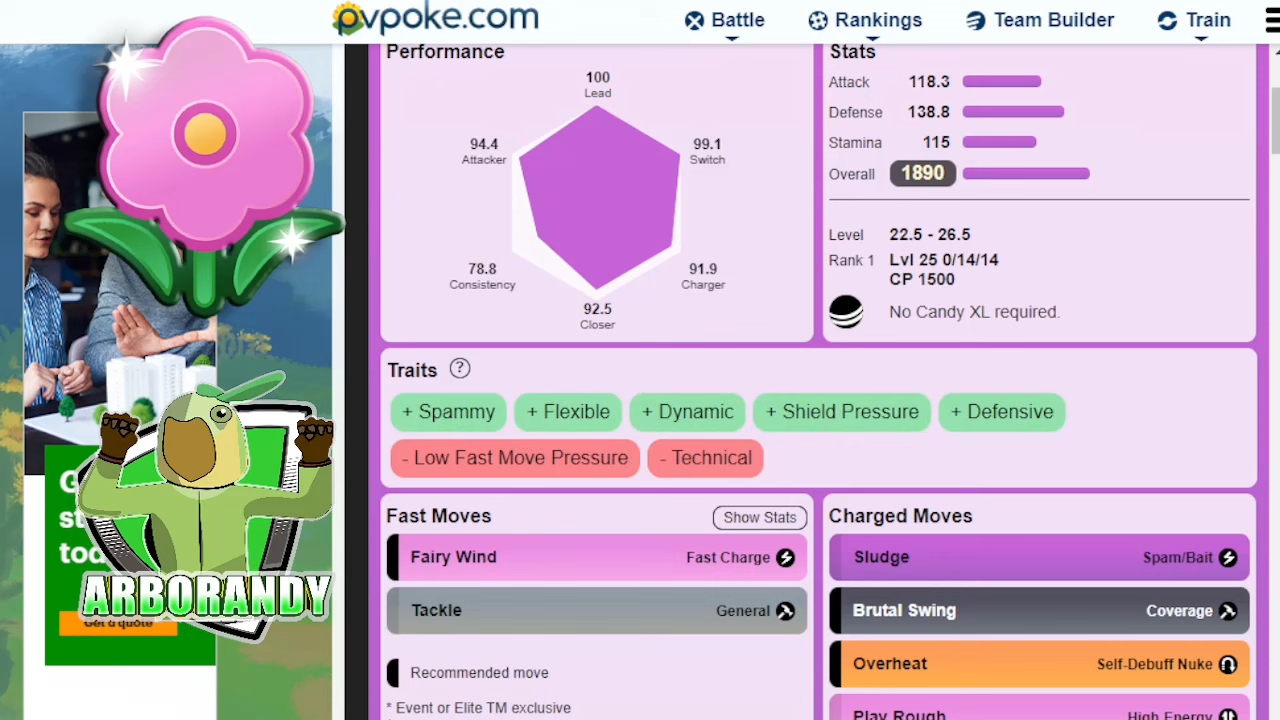 pvpoke.com
Battle
Rankings
Team Builder
Train
Performance
100
Lead
94.4
Attacker
99.1
Switch
78.8
Consistency
91.9
Charger
92.5
Closer
Stats
Attack 118.3
Defense 138.8
Stamina 115
Overall 1890
Level 22.5 - 26.5
Rank 1 Lvl 25 0/14/14
CP 1500
No Candy XL required.
Traits ?
+ Spammy + Flexible + Dynamic + Shield Pressure + Defensive
- Low Fast Move Pressure - Technical
Fast Moves Show Stats
Fairy Wind Fast Charge
Tackle General
Recommended move
* Event or Elite TM exclusive
Charged Moves
Sludge Spam/Bait
Brutal Swing Coverage
Overheat Self-Debuff Nuke
Play Rough High Energy
ARBORANDY
Get a quote